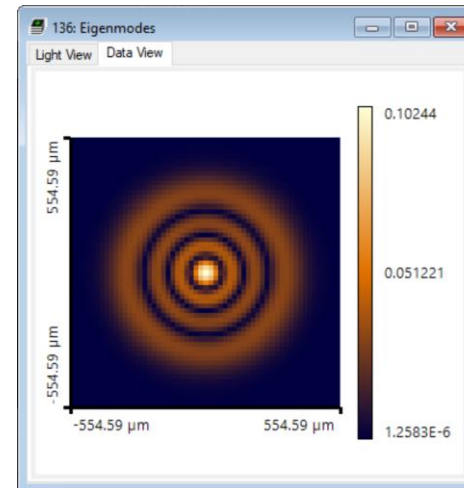 136: Eigenmodes
Light View Data View
0.10244
554.59 µm
0.051221
-554.59 µm
1.2583E-6
-554.59 µm 554.59 µm